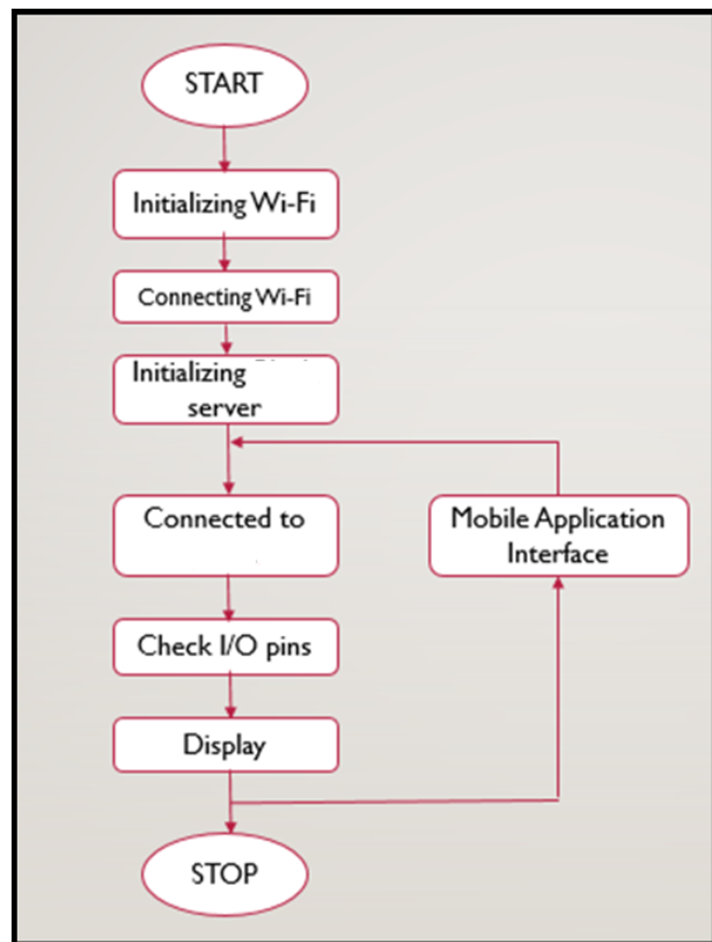 START
Initializing Wi-Fi
Connecting Wi-Fi
Initializing
server
Connected to
Mobile Application
Interface
Check I/O pins
Display
STOP